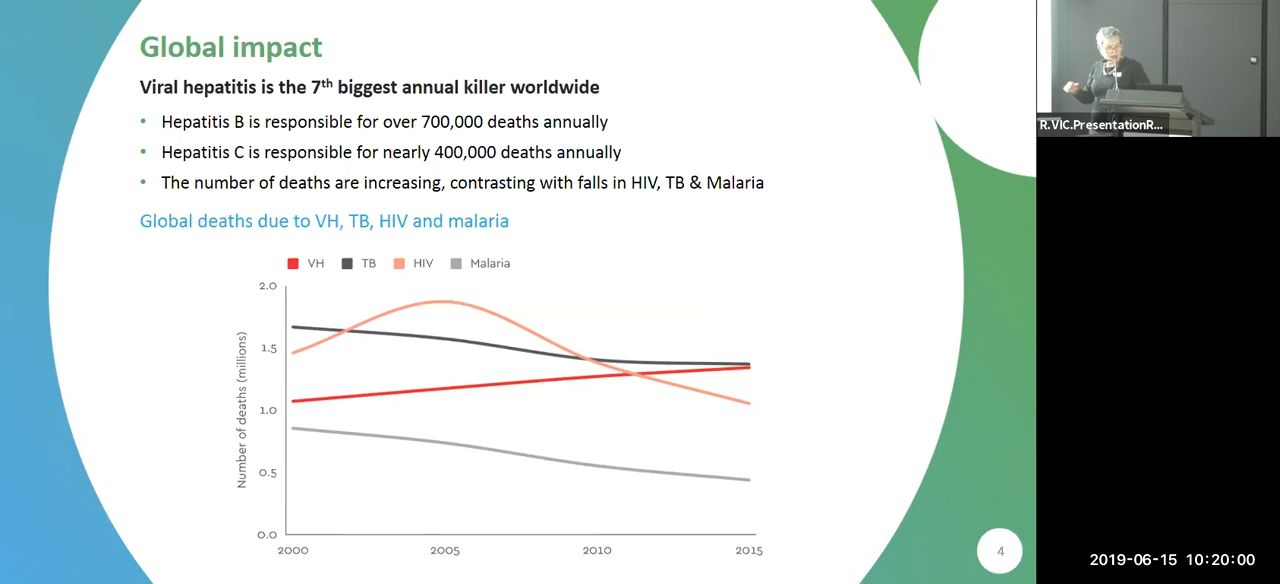 Global impact
Viral hepatitis is the 7th biggest annual killer worldwide
• Hepatitis B is responsible for over 700,000 deaths annually
• Hepatitis C is responsible for nearly 400,000 deaths annually
• The number of deaths are increasing, contrasting with falls in HIV, TB & Malaria
Global deaths due to VH, TB, HIV and malaria
VH TB HIV Malaria
Number of deaths (millions)
2.0
1.5
1.0
0.5
0.0
2000 2005 2010 2015
4
R.VIC.PresentationR...
2019-06-15 10:20:00